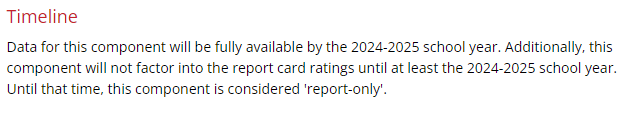 Timeline
Data for this component will be fully available by the 2024-2025 school year. Additionally, this
component will not factor into the report card ratings until at least the 2024-2025 school year.
Until that time, this component is considered 'report-only'.